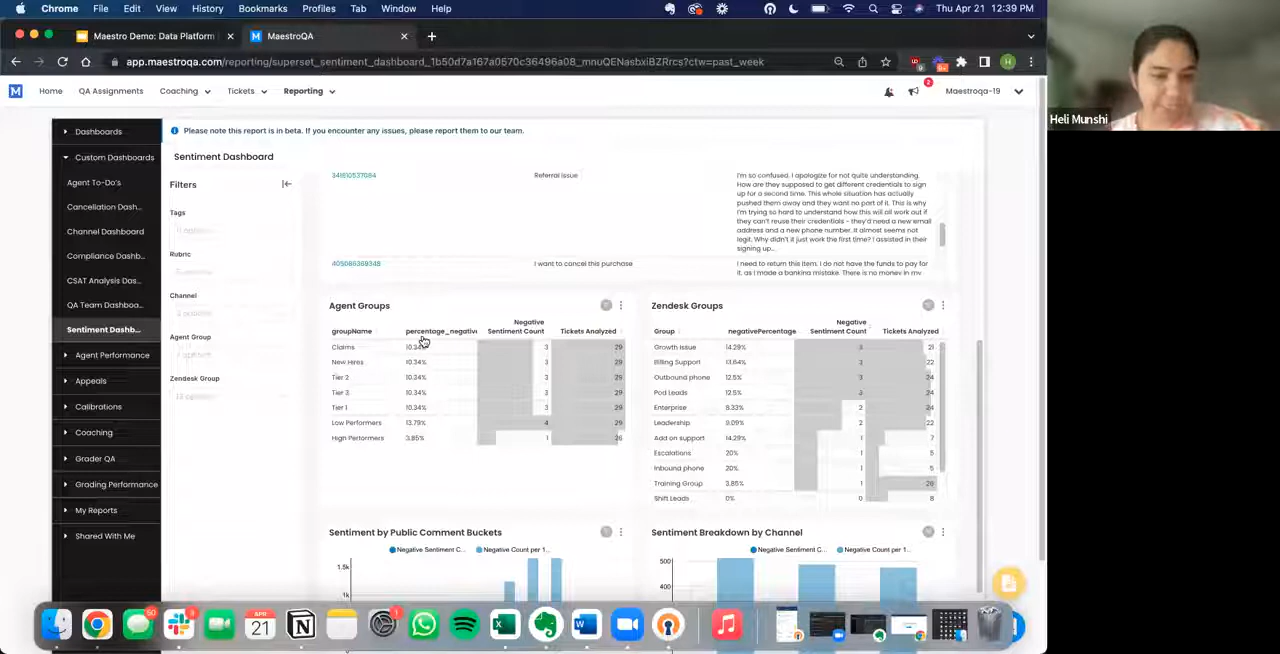 Chrome File Edit View History Bookmarks Profiles Tab Window Help Thu Apr 21 12:39 PM
Maestro Demo: Data Platform MaestroQA
app.maestroqa.com/reporting/superset_sentiment_dashboard_1b50d7a167a0570c36496a08_mnuQENasbxiBZRrcs?ctw=past_week
Home QA Assignments Coaching Tickets Reporting 2 Maestroqa-19
Heli Munshi
Please note this report is in beta. If you encounter any issues, please report them to our team.
Dashboards
Custom Dashboards
Agent To-Do's
Cancellation Dash...
Channel Dashboard
Compliance Dashb...
CSAT Analysis Das...
QA Team Dashboa...
Sentiment Dashb...
Agent Performance
Appeals
Calibrations
Coaching
Grader QA
Grading Performance
My Reports
Shared With Me
Sentiment Dashboard
Filters
Tags
Rubric
Channel
Agent Group
Zendesk Group
Referral issue
I'm so confused. I apologize for not quite understanding.
How are they supposed to get different credentials to sign
up for a second time. This whole situation has actually
pushed them away and they want no part of it. This is why
I'm trying so hard to understand how this will all work out if
they can't reuse their credentials - they'd need a new email
address and a new phone number. It almost seems not
legit. Why didn't it just work the first time? I assisted in their
signing up...
405086369348 I want to cancel this purchase
I need to return this item. I do not have the funds to pay for
it, as I made a banking mistake. There is no money in my
Agent Groups
groupName percentage_negative Negative Sentiment Count Tickets Analyzed
Claims 10.34% 3 29
New Hires 10.34% 3 29
Tier 2 10.34% 3 29
Tier 3 10.34% 3 29
Tier 1 10.34% 3 29
Low Performers 13.79% 4 29
High Performers 3.85% 1 26
Zendesk Groups
Group negativePercentage Negative Sentiment Count Tickets Analyzed
Growth Issue 14.29% 3 21
Billing Support 13.64% 3 22
Outbound phone 12.5% 3 24
Pod Leads 12.5% 3 24
Enterprise 8.33% 2 24
Leadership 9.09% 2 22
Add on support 14.29% 1 7
Escalations 20% 1 5
Inbound phone 20% 1 5
Training Group 3.85% 1 26
Shift Leads 0% 0 8
Sentiment by Public Comment Buckets
Negative Sentiment C... Negative Count per 1...
1.5k
1k
Sentiment Breakdown by Channel
Negative Sentiment C... Negative Count per 1...
500
400
50 9 APR 21 1